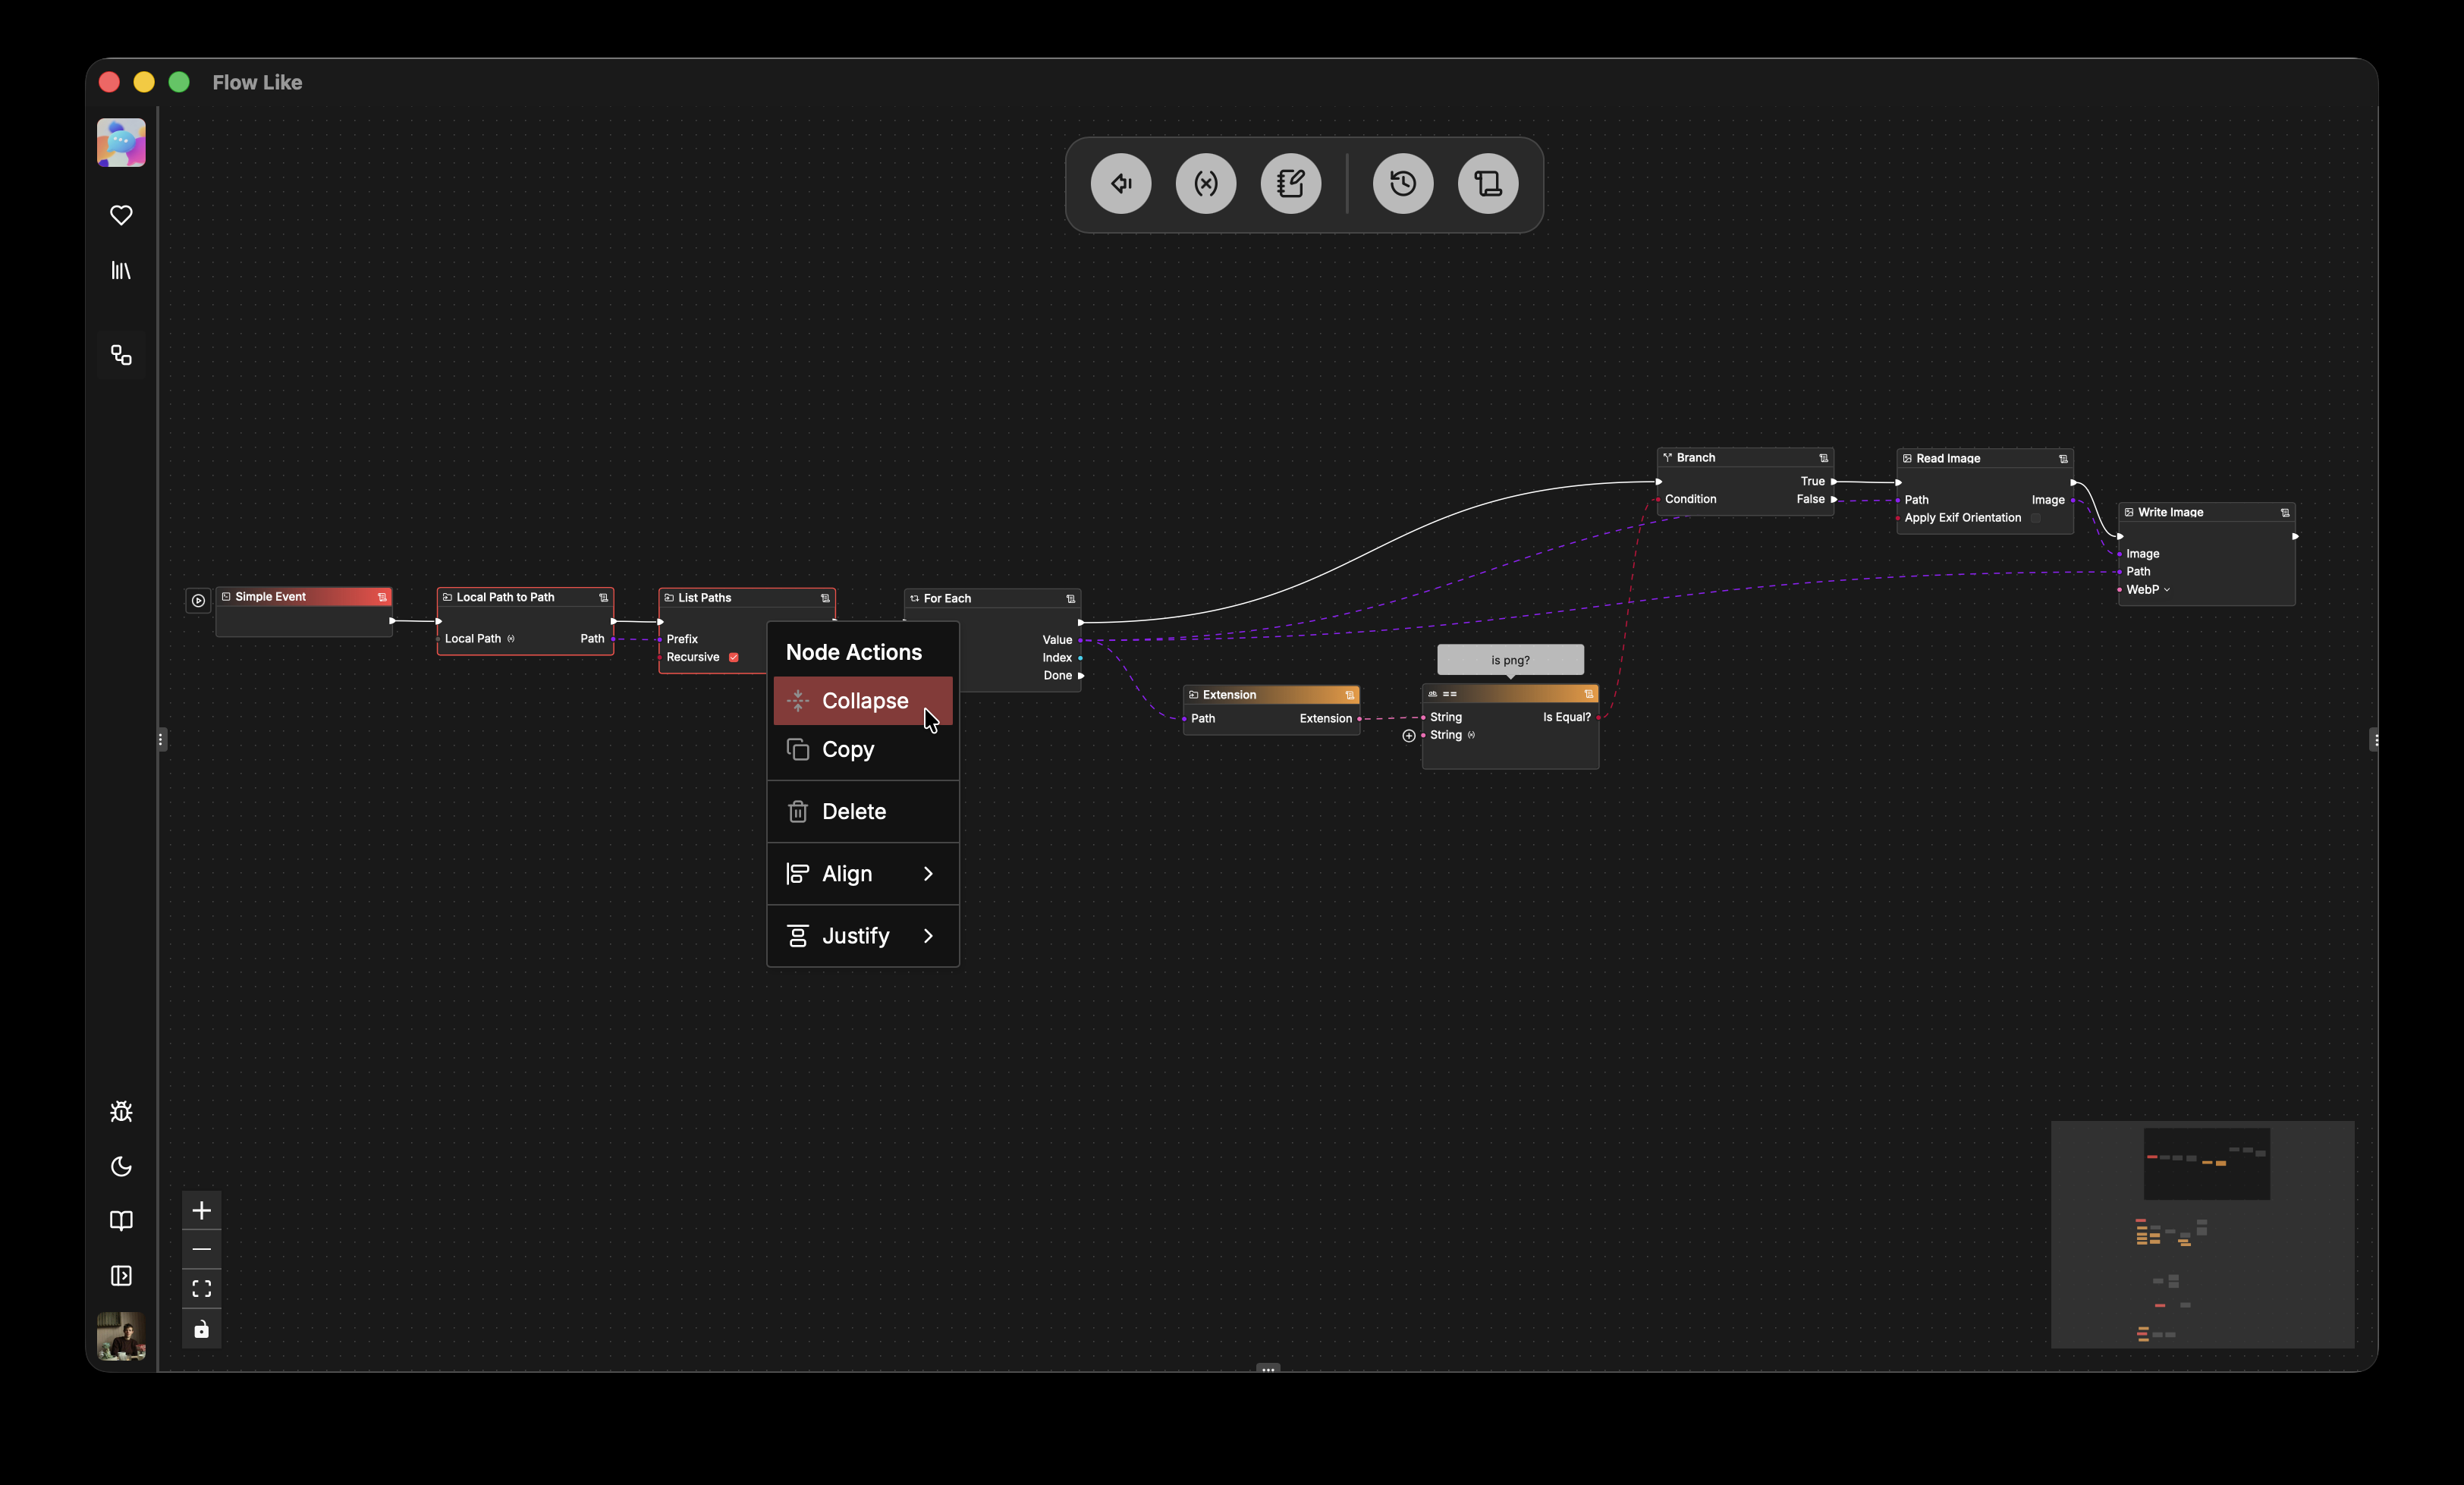 Flow Like
Branch
True
Condition
False
Read Image
Path
Image
Apply Exif Orientation
Write Image
Image
Path
WebP
Simple Event
Local Path to Path
Local Path
Path
List Paths
Prefix
Recursive
For Each
Value
Index
Done
Node Actions
Collapse
Copy
Delete
Align
Justify
is png?
Extension
Path
Extension
==
String
Is Equal?
String